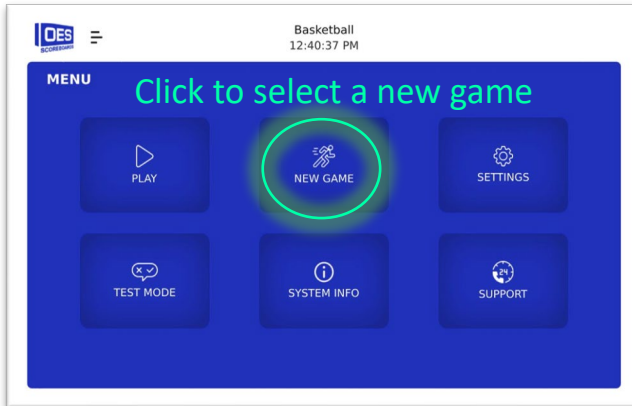 OES
SCOREBOARDS
Basketball
12:40:37 PM
MENU
Click to select a new game
PLAY
NEW GAME
SETTINGS
TEST MODE
SYSTEM INFO
24
SUPPORT